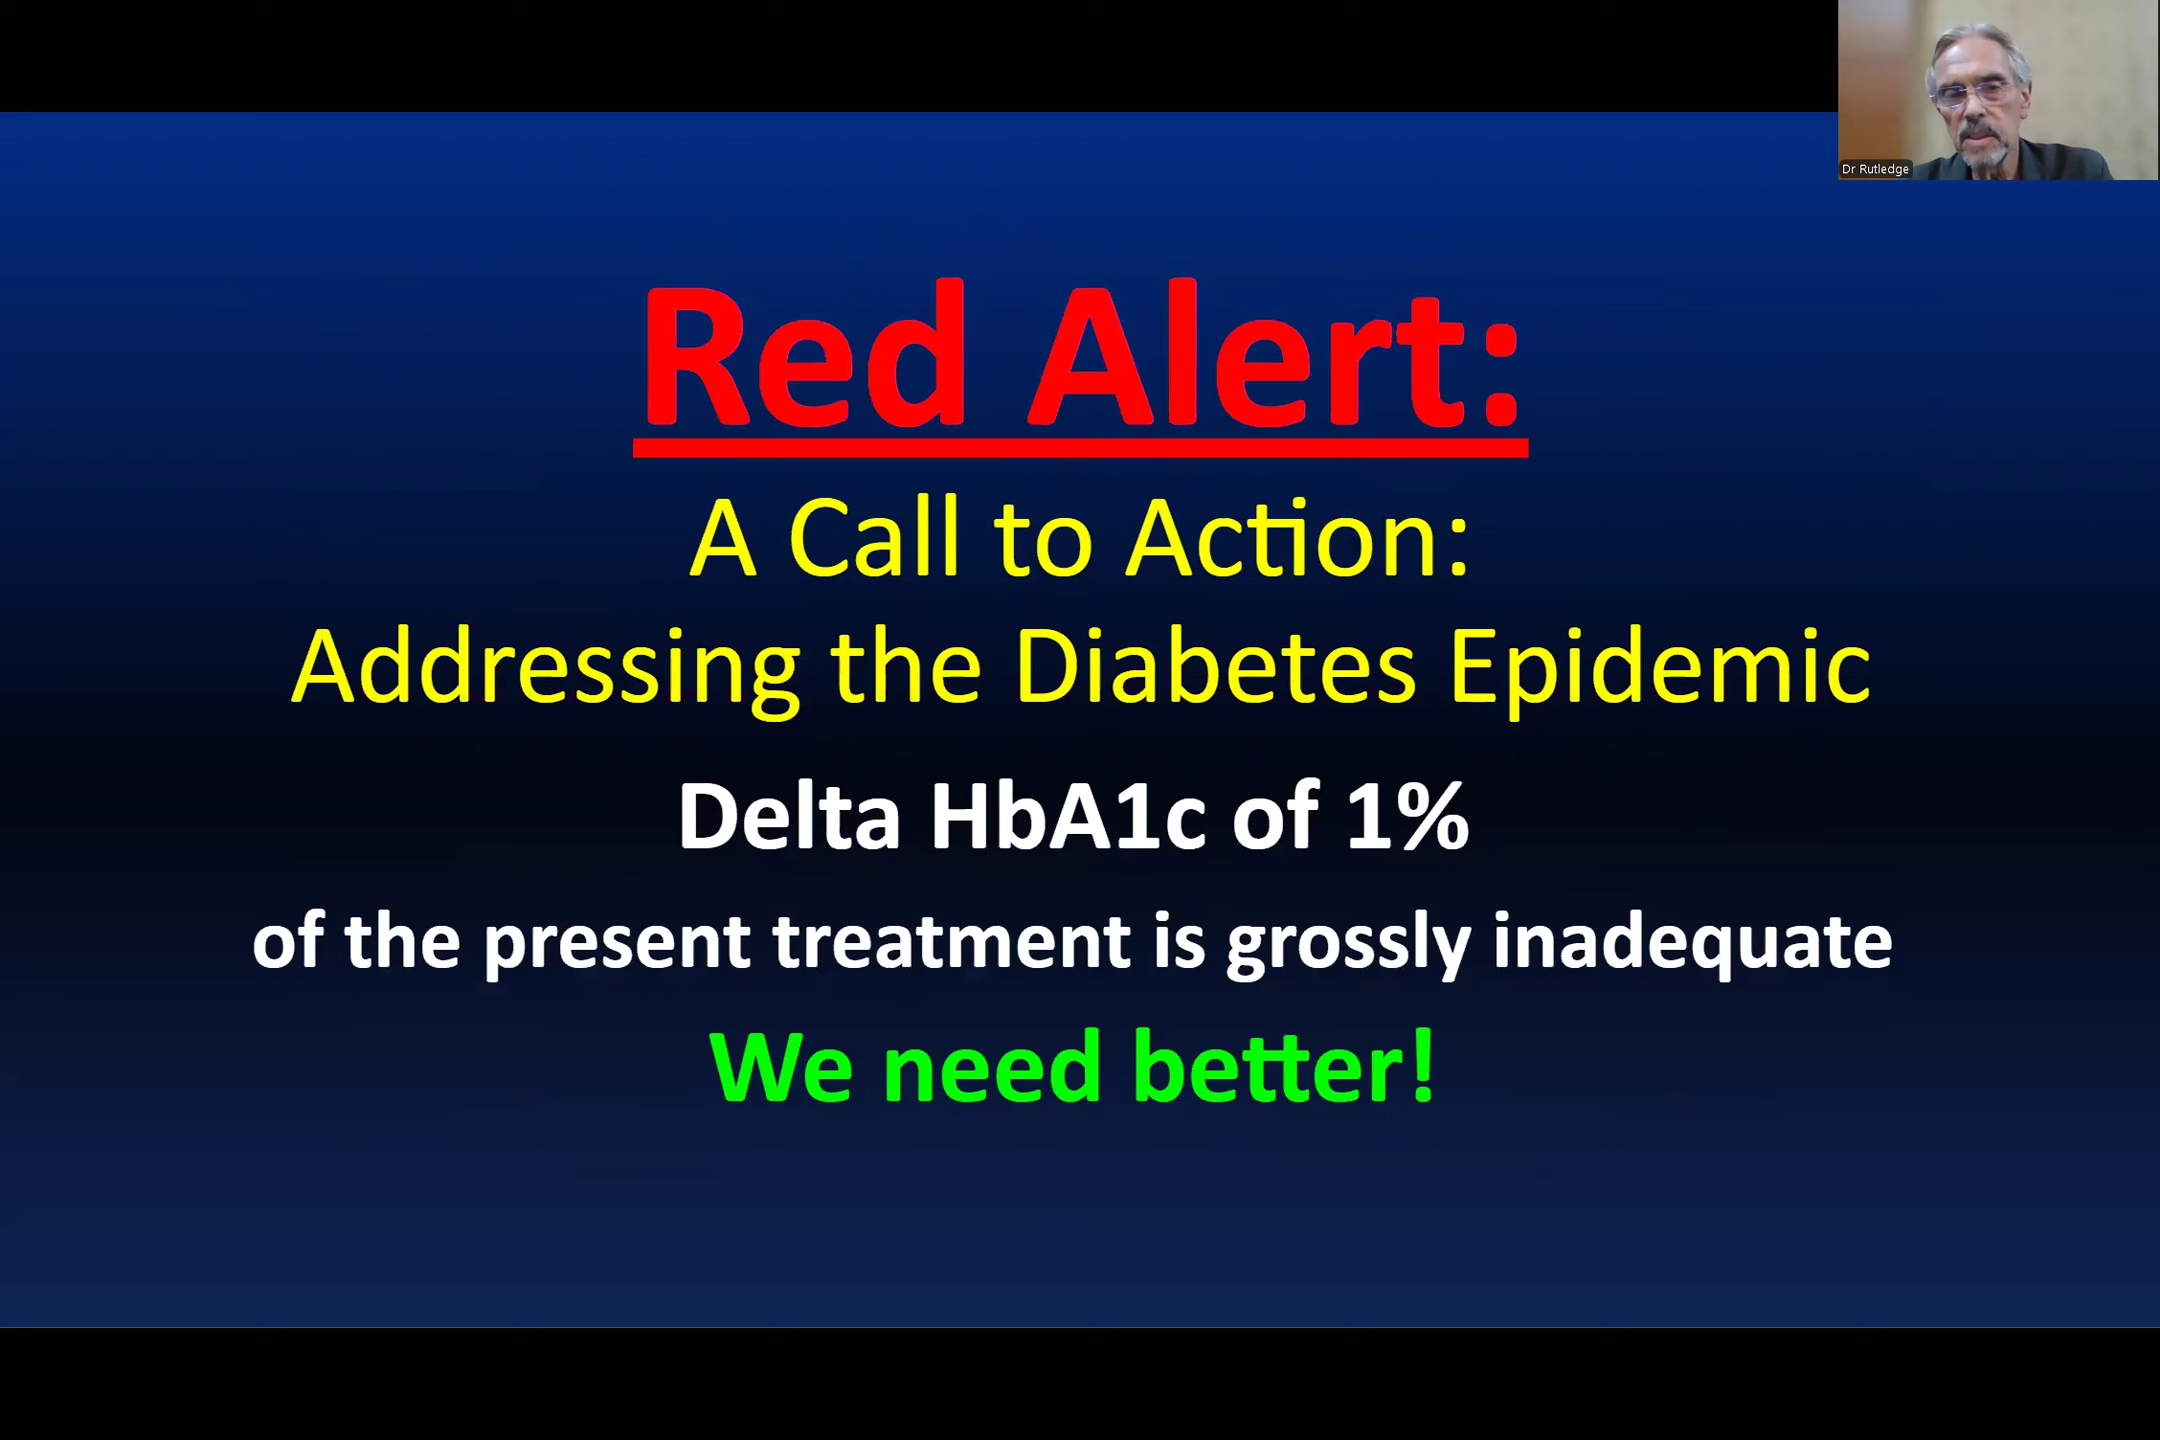 Dr Rutledge
Red Alert:
A Call to Action:
Addressing the Diabetes Epidemic
Delta HbA1c of 1%
of the present treatment is grossly inadequate
We need better!